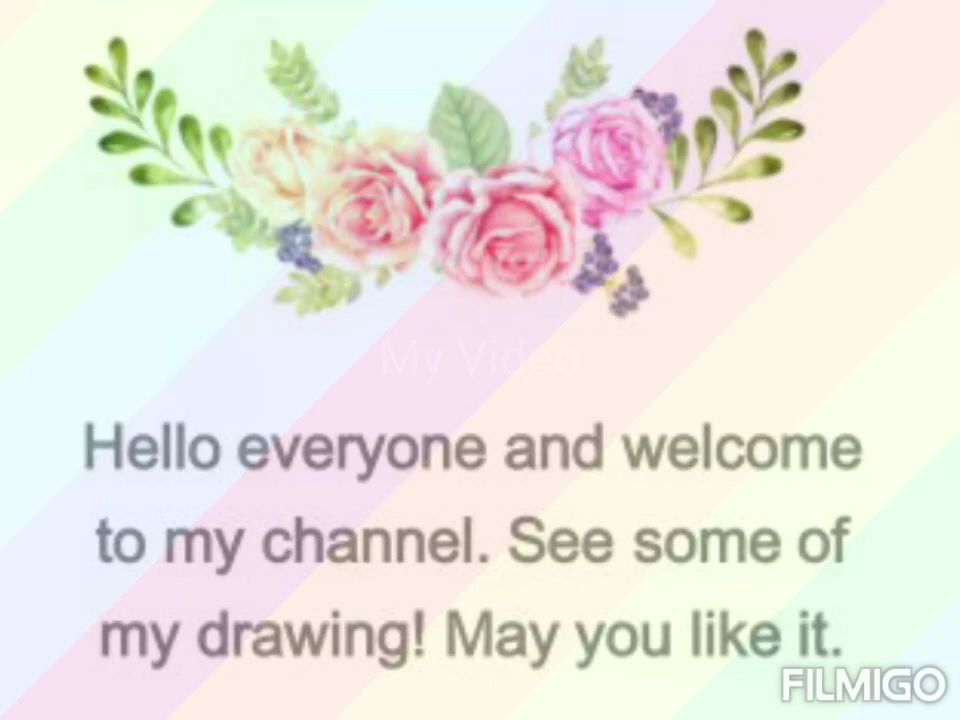 My Video
Hello everyone and welcome
to my channel. See some of
my drawing! May you like it.
FILMIGO